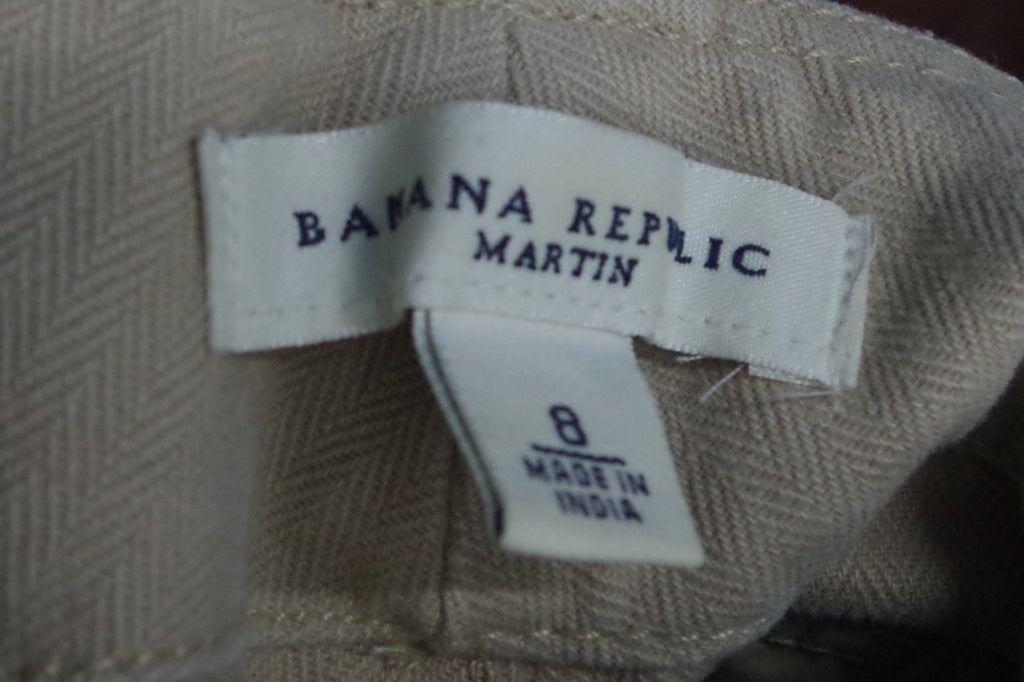 BANANA REPUBLIC
MARTIN
8
MADE IN
INDIA